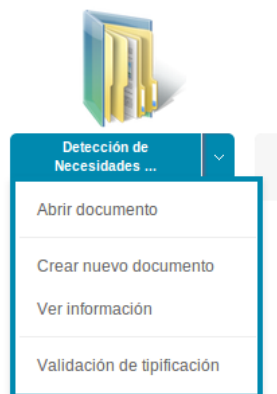 Detección de
Necesidades ...
Abrir documento
Crear nuevo documento
Ver información
Validación de tipificación